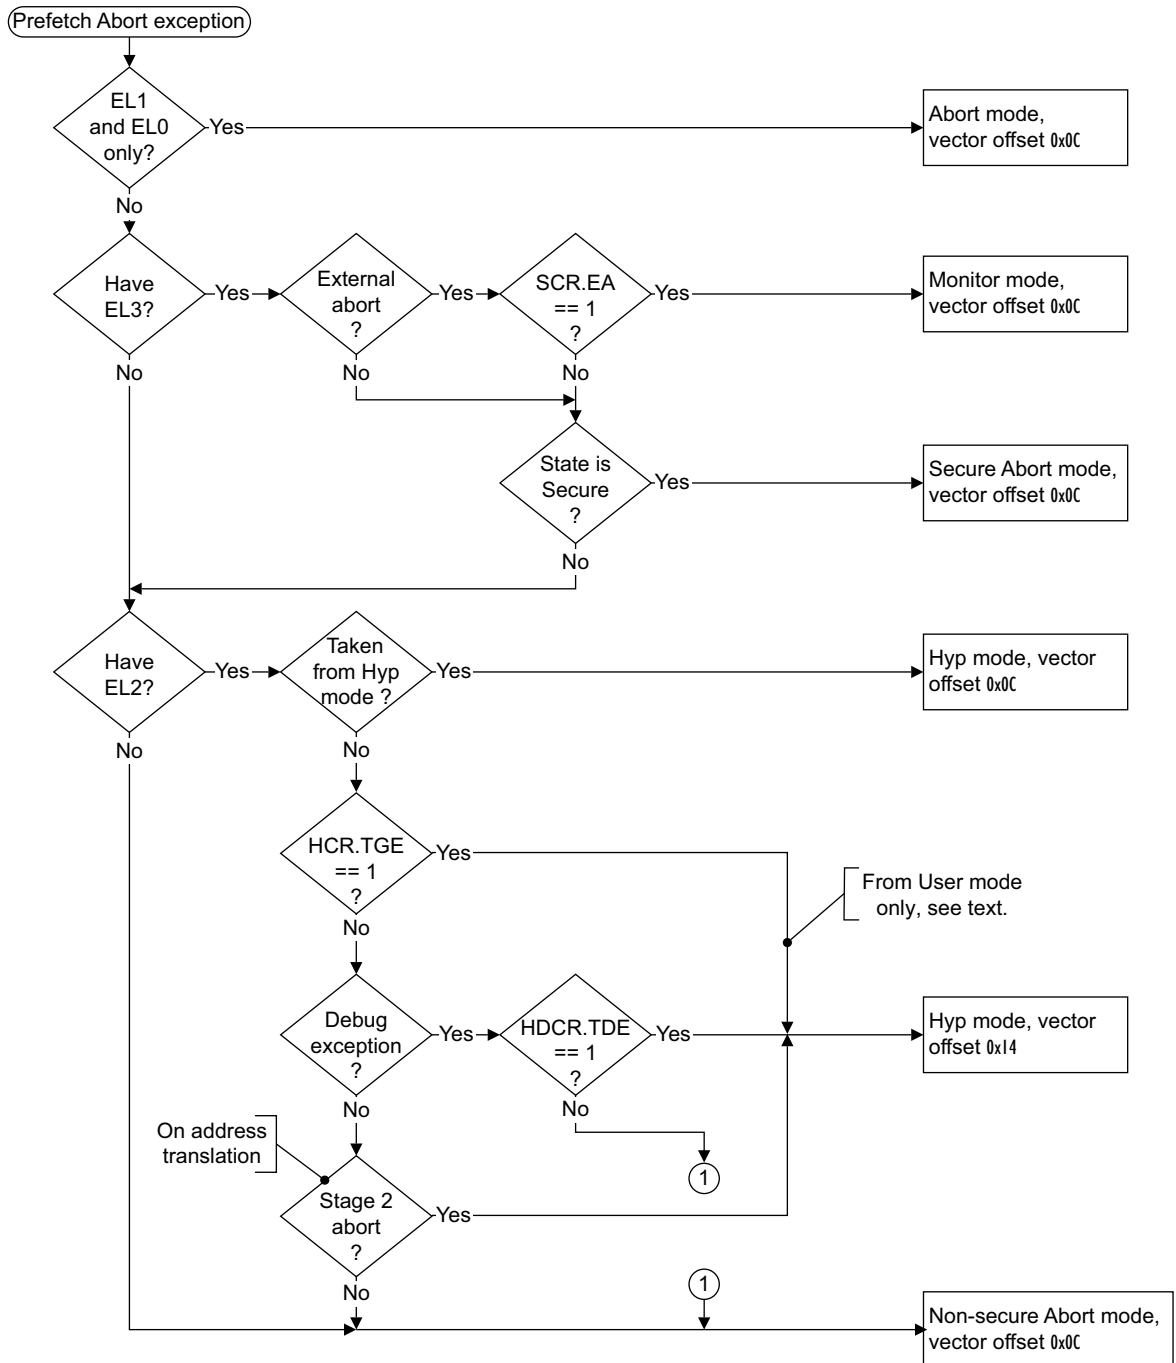 Prefetch Abort exception
EL1
and EL0
only?
Yes
Abort mode,
vector offset 0x0C
No
Have
EL3?
Yes
External
abort
?
Yes
SCR.EA
== 1
?
Yes
Monitor mode,
vector offset 0x0C
No
No
No
State is
Secure
?
Yes
Secure Abort mode,
vector offset 0x0C
No
Have
EL2?
Yes
Taken
from Hyp
mode ?
Yes
Hyp mode, vector
offset 0x0C
No
No
HCR.TGE
== 1
?
Yes
From User mode
only, see text.
No
Debug
exception
?
Yes
HDCR.TDE
== 1
?
Yes
Hyp mode, vector
offset 0x14
No
No
On address
translation
1
Stage 2
abort
?
Yes
No
1
Non-secure Abort mode,
vector offset 0x0C